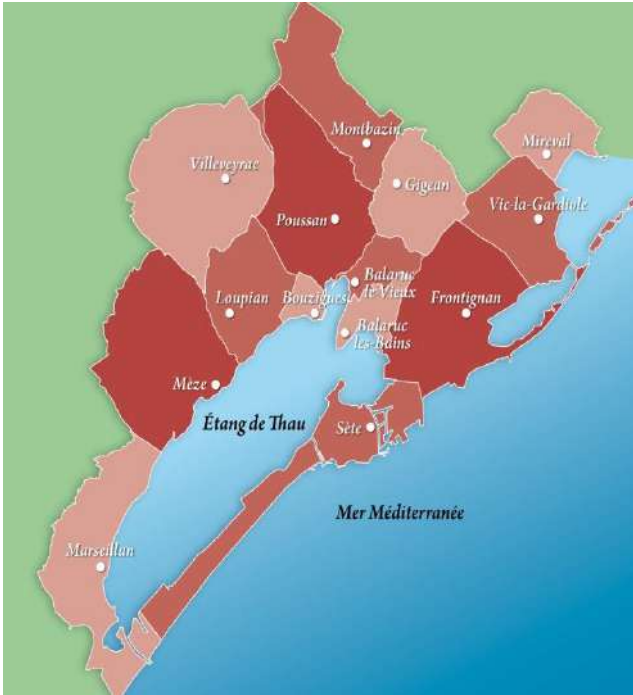 Montbazin
Mireval
Villeveyrac
Gigean
Vic-la-Gardiole
Poussan
Balaruc
le-Vieux
Loupian
Bouzigues
Frontignan
Balaruc
les-Bains
Mèze
Étang de Thau
Sète
Mer Méditerranée
Marseillan